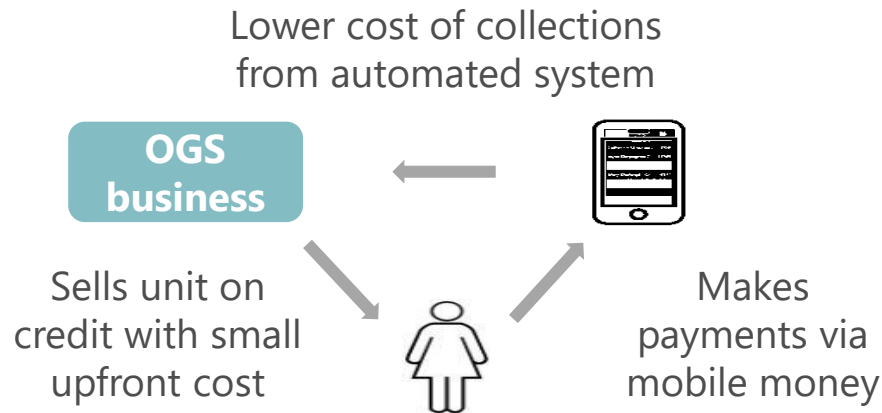 Lower cost of collections
from automated system
OGS
business
Sells unit on
credit with small
upfront cost
Makes
payments via
mobile money